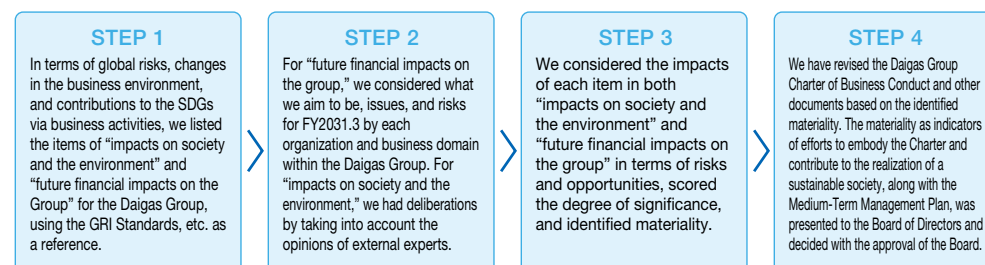 STEP 1
In terms of global risks, changes
in the business environment,
and contributions to the SDGs
via business activities, we listed
the items of “impacts on society
and the environment” and
“future financial impacts on the
Group” for the Daigas Group,
using the GRI Standards, etc. as
a reference.
STEP 2
For “future financial impacts on
the group,” we considered what
we aim to be, issues, and risks
for FY2031.3 by each
organization and business domain
within the Daigas Group. For
“impacts on society and the
environment,” we had deliberations
by taking into account the
opinions of external experts.
STEP 3
We considered the impacts
of each item in both
“impacts on society and
the environment” and
“future financial impacts on
the group” in terms of risks
and opportunities, scored
the degree of significance,
and identified materiality.
STEP 4
We have revised the Daigas Group
Charter of Business Conduct and other
documents based on the identified
materiality. The materiality as indicators
of efforts to embody the Charter and
contribute to the realization of a
sustainable society, along with the
Medium-Term Management Plan, was
presented to the Board of Directors and
decided with the approval of the Board.